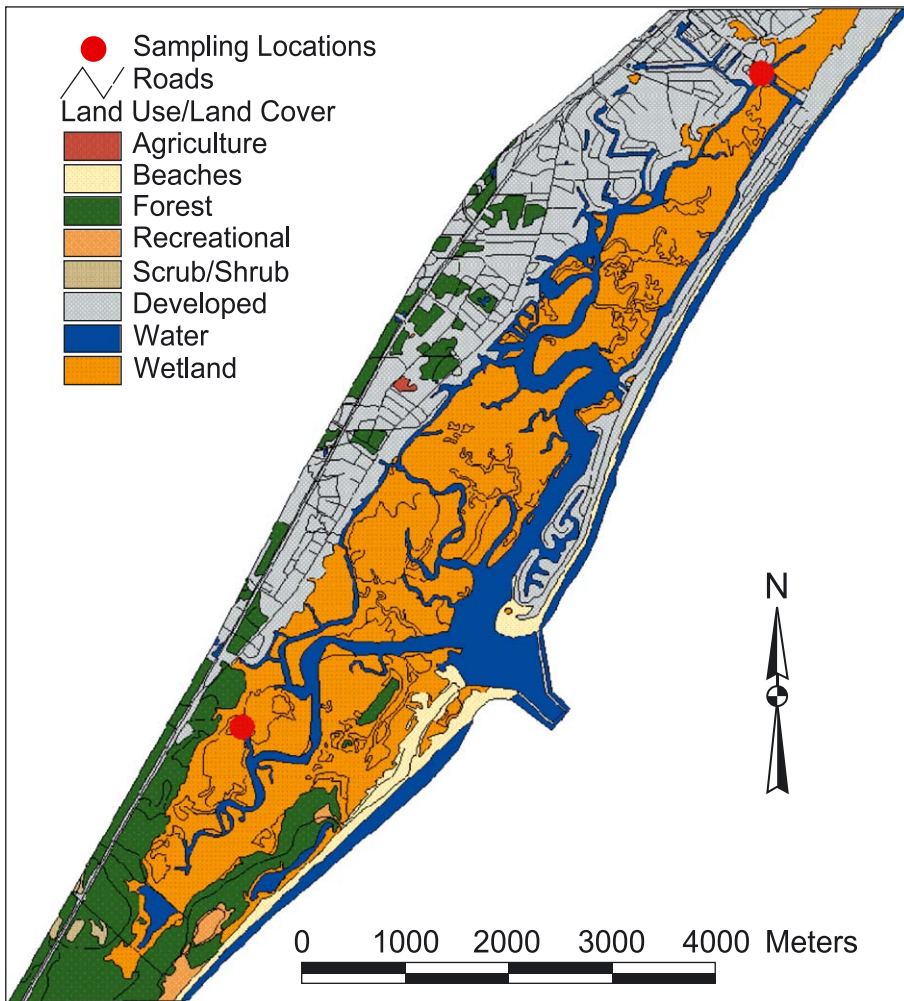 Sampling Locations
Roads
Land Use/Land Cover
Agriculture
Beaches
Forest
Recreational
Scrub/Shrub
Developed
Water
Wetland
N
0 1000 2000 3000 4000 Meters